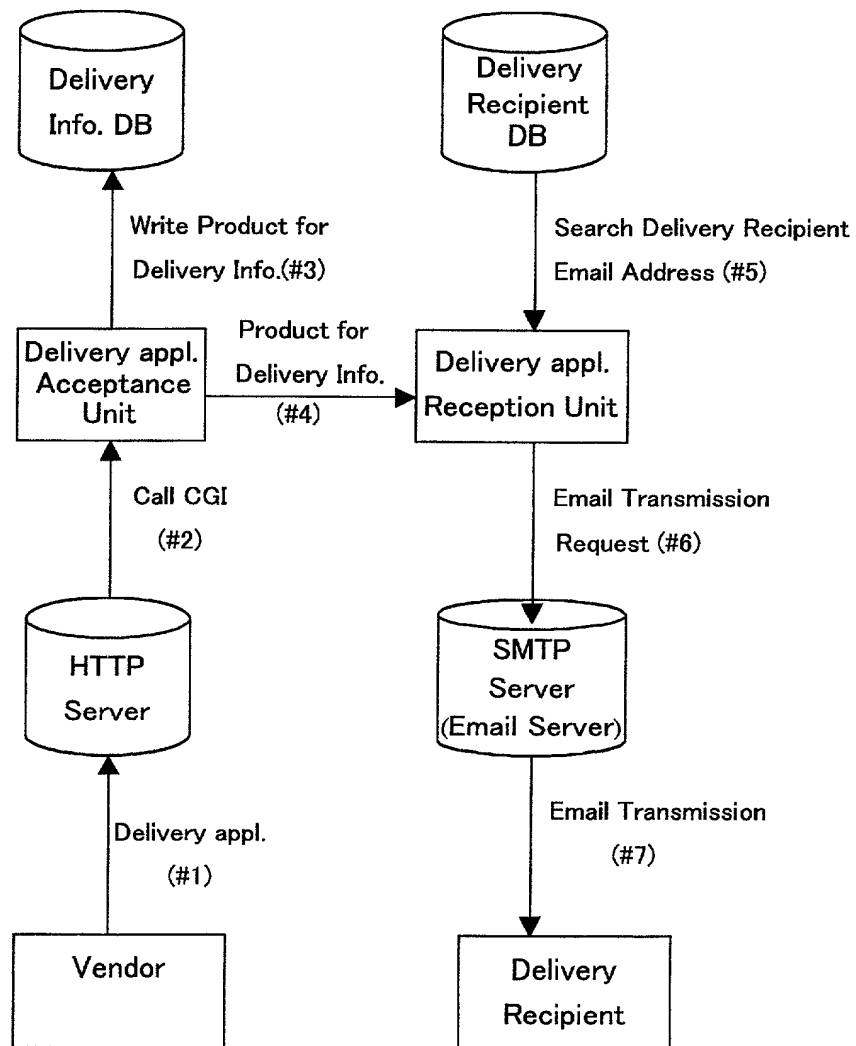 Delivery
Info. DB
Delivery
Recipient
DB
Write Product for
Delivery Info.(#3)
Search Delivery Recipient
Email Address (#5)
Delivery appl.
Acceptance
Unit
Product for
Delivery Info.
(#4)
Delivery appl.
Reception Unit
Call CGI
(#2)
Email Transmission
Request (#6)
HTTP
Server
SMTP
Server
(Email Server)
Delivery appl.
(#1)
Email Transmission
(#7)
Vendor
Delivery
Recipient